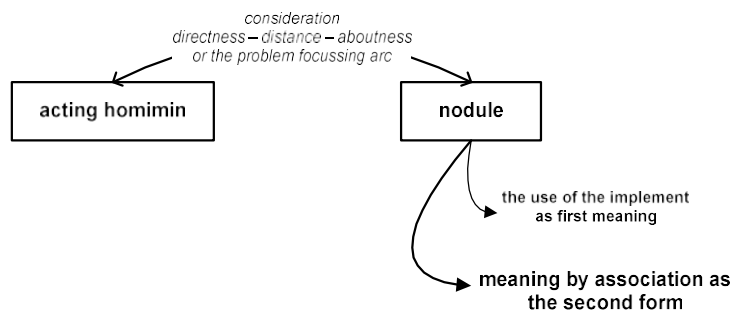 consideration
directness – distance – aboutness
or the problem focussing arc
acting homimin
nodule
the use of the implement
as first meaning
meaning by association as
the second form